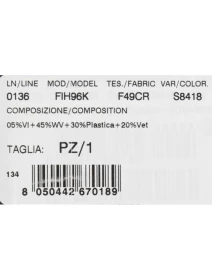 LN/LINE MOD/MODEL TES./FABRIC VAR/COLOR.
0136 FIH96K F49CR S8418
COMPOSIZIONE/COMPOSITION
05%VI+45%WV+30%Plastica+20%Vet
TAGLIA: PZ/1
134
8 050442 670189